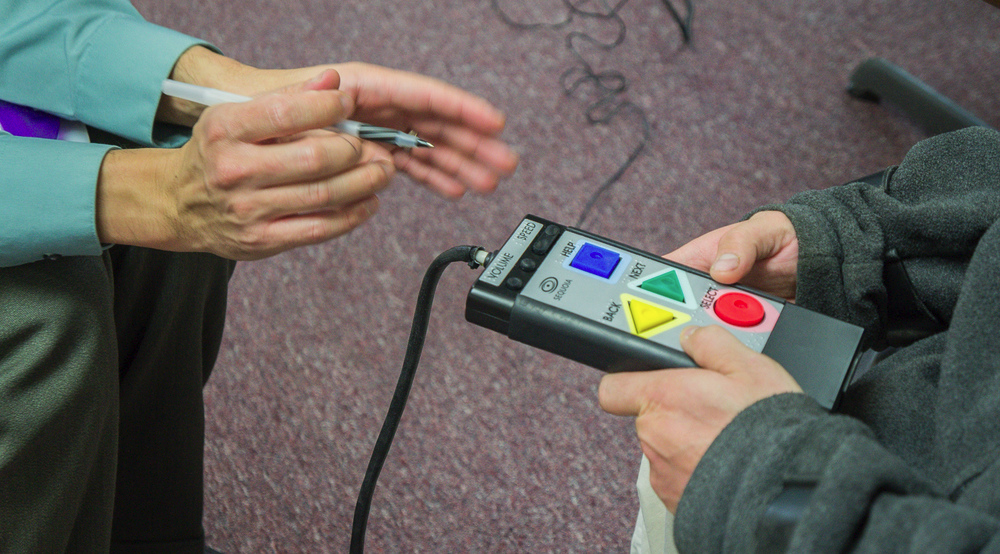 VOLUME SPEED
HELP
SEQUOIA
NEXT
BACK
SELECT